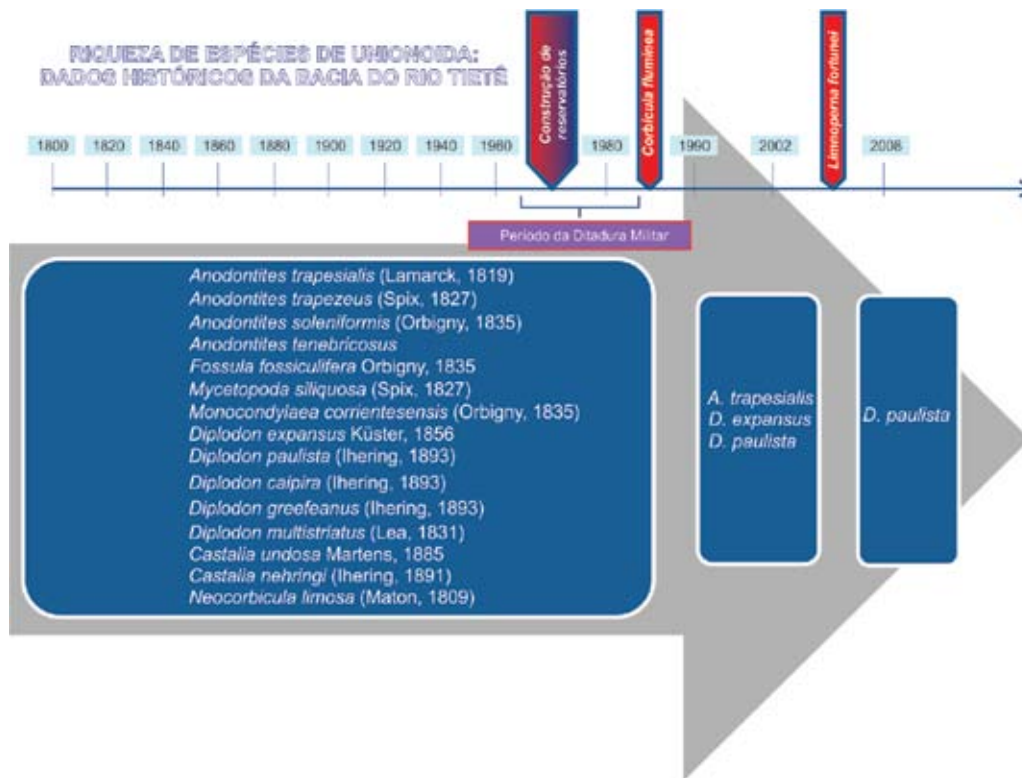 RIQUEZA DE ESPÉCIES DE UNIONOIDA:
DADOS HISTÓRICOS DA BACIA DO RIO TIETÊ
Construção de
reservatórios
Corbicula fluminea
Limnoperna fortunei
1800 1820 1840 1860 1880 1900 1920 1940 1960 1980 1990 2002 2008
Período da Ditadura Militar
Anodontites trapesialis (Lamarck, 1819)
Anodontites trapezeus (Spix, 1827)
Anodontites soleniformis (Orbigny, 1835)
Anodontites tenebricosus
Fossula fossiculifera Orbigny, 1835
Mycetopoda siliquosa (Spix, 1827)
Monocondylaea corrientesensis (Orbigny, 1835)
Diplodon expansus Küster, 1856
Diplodon paulista (Ihering, 1893)
Diplodon caipira (Ihering, 1893)
Diplodon greefeanus (Ihering, 1893)
Diplodon multistriatus (Lea, 1831)
Castalia undosa Martens, 1885
Castalia nehringi (Ihering, 1891)
Neocorbicula limosa (Maton, 1809)
A. trapesialis
D. expansus
D. paulista
D. paulista